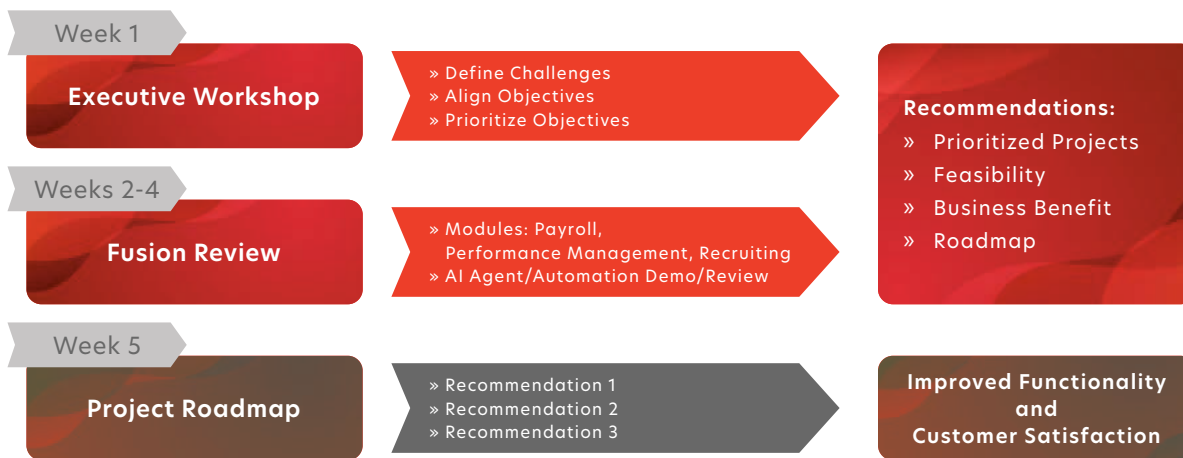 Week 1
Executive Workshop
» Define Challenges
» Align Objectives
» Prioritize Objectives
Recommendations:
» Prioritized Projects
» Feasibility
» Business Benefit
» Roadmap
Weeks 2-4
Fusion Review
» Modules: Payroll,
Performance Management, Recruiting
» AI Agent/Automation Demo/Review
Week 5
Project Roadmap
» Recommendation 1
» Recommendation 2
» Recommendation 3
Improved Functionality
and
Customer Satisfaction